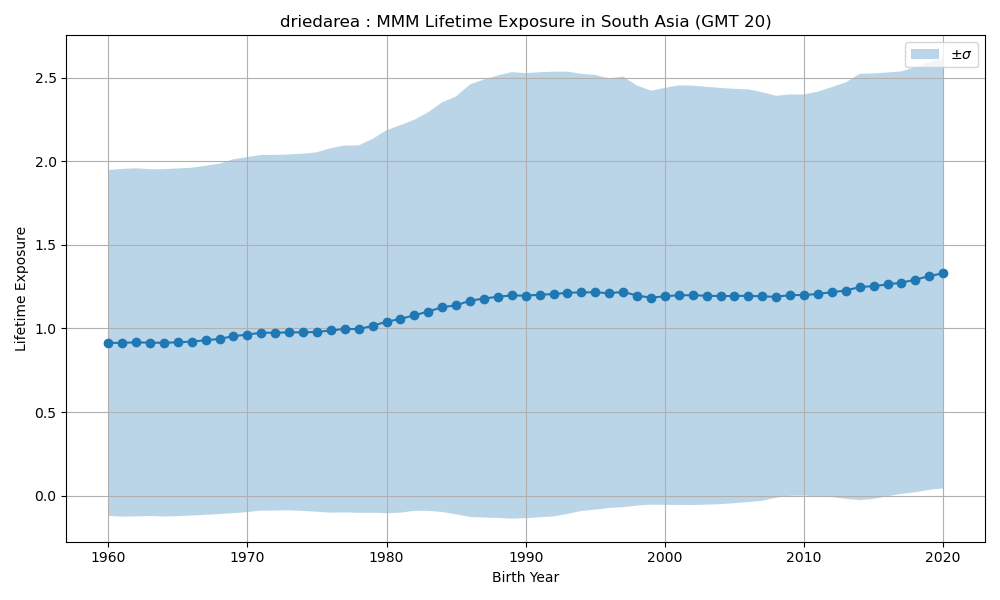 driedarea : MMM Lifetime Exposure in South Asia (GMT 20)
±σ
Lifetime Exposure
2.5
2.0
1.5
1.0
0.5
0.0
1960 1970 1980 1990 2000 2010 2020
Birth Year